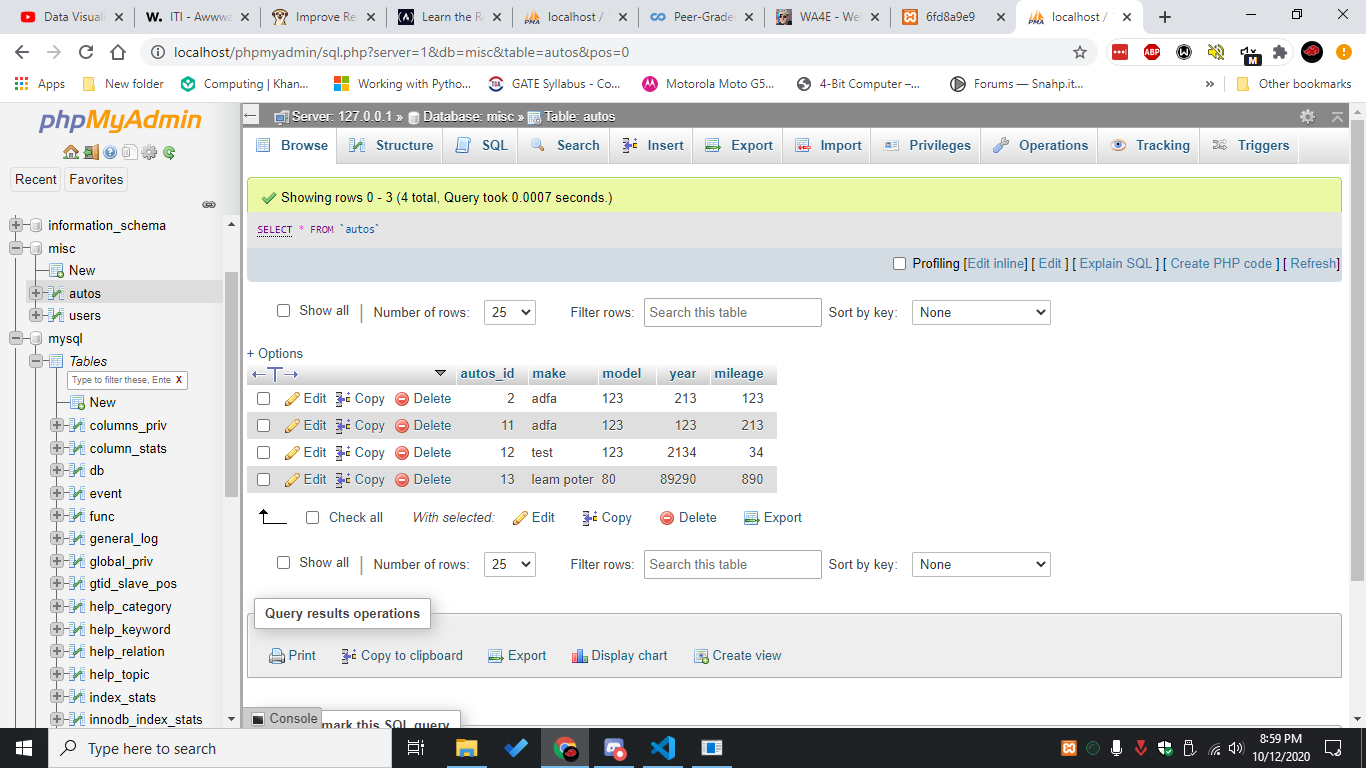 Data Visuali
ITI - Awwwa
Improve Re
Learn the R
localhost / 
Peer-Grade
WA4E - We
6fd8a9e9
localhost / 
localhost/phpmyadmin/sql.php?server=1&db=misc&table=autos&pos=0
ABP
M
Apps
New folder
Computing | Khan...
Working with Pytho...
GATE Syllabus - Co...
Motorola Moto G5...
4-Bit Computer –...
Forums — Snahp.it...
»
Other bookmarks
phpMyAdmin
Recent
Favorites
information_schema
misc
New
autos
users
mysql
Tables
Type to filter these, Ente X
New
columns_priv
column_stats
db
event
func
general_log
global_priv
gtid_slave_pos
help_category
help_keyword
help_relation
help_topic
index_stats
innodb_index_stats
Server: 127.0.0.1 » Database: misc » Table: autos
Browse Structure SQL Search Insert Export Import Privileges Operations Tracking Triggers
Showing rows 0 - 3 (4 total, Query took 0.0007 seconds.)
SELECT * FROM `autos`
Profiling [Edit inline] [ Edit ] [ Explain SQL ] [ Create PHP code ] [ Refresh]
Show all | Number of rows: 25 Filter rows: Search this table Sort by key: None
+ Options
←T→ autos_id make model year mileage
Edit Copy Delete 2 adfa 123 213 123
Edit Copy Delete 11 adfa 123 123 213
Edit Copy Delete 12 test 123 2134 34
Edit Copy Delete 13 leam poter 80 89290 890
Check all With selected: Edit Copy Delete Export
Show all | Number of rows: 25 Filter rows: Search this table Sort by key: None
Query results operations
Print Copy to clipboard Export Display chart Create view
Console
mark this SQL query
Type here to search
8:59 PM
10/12/2020